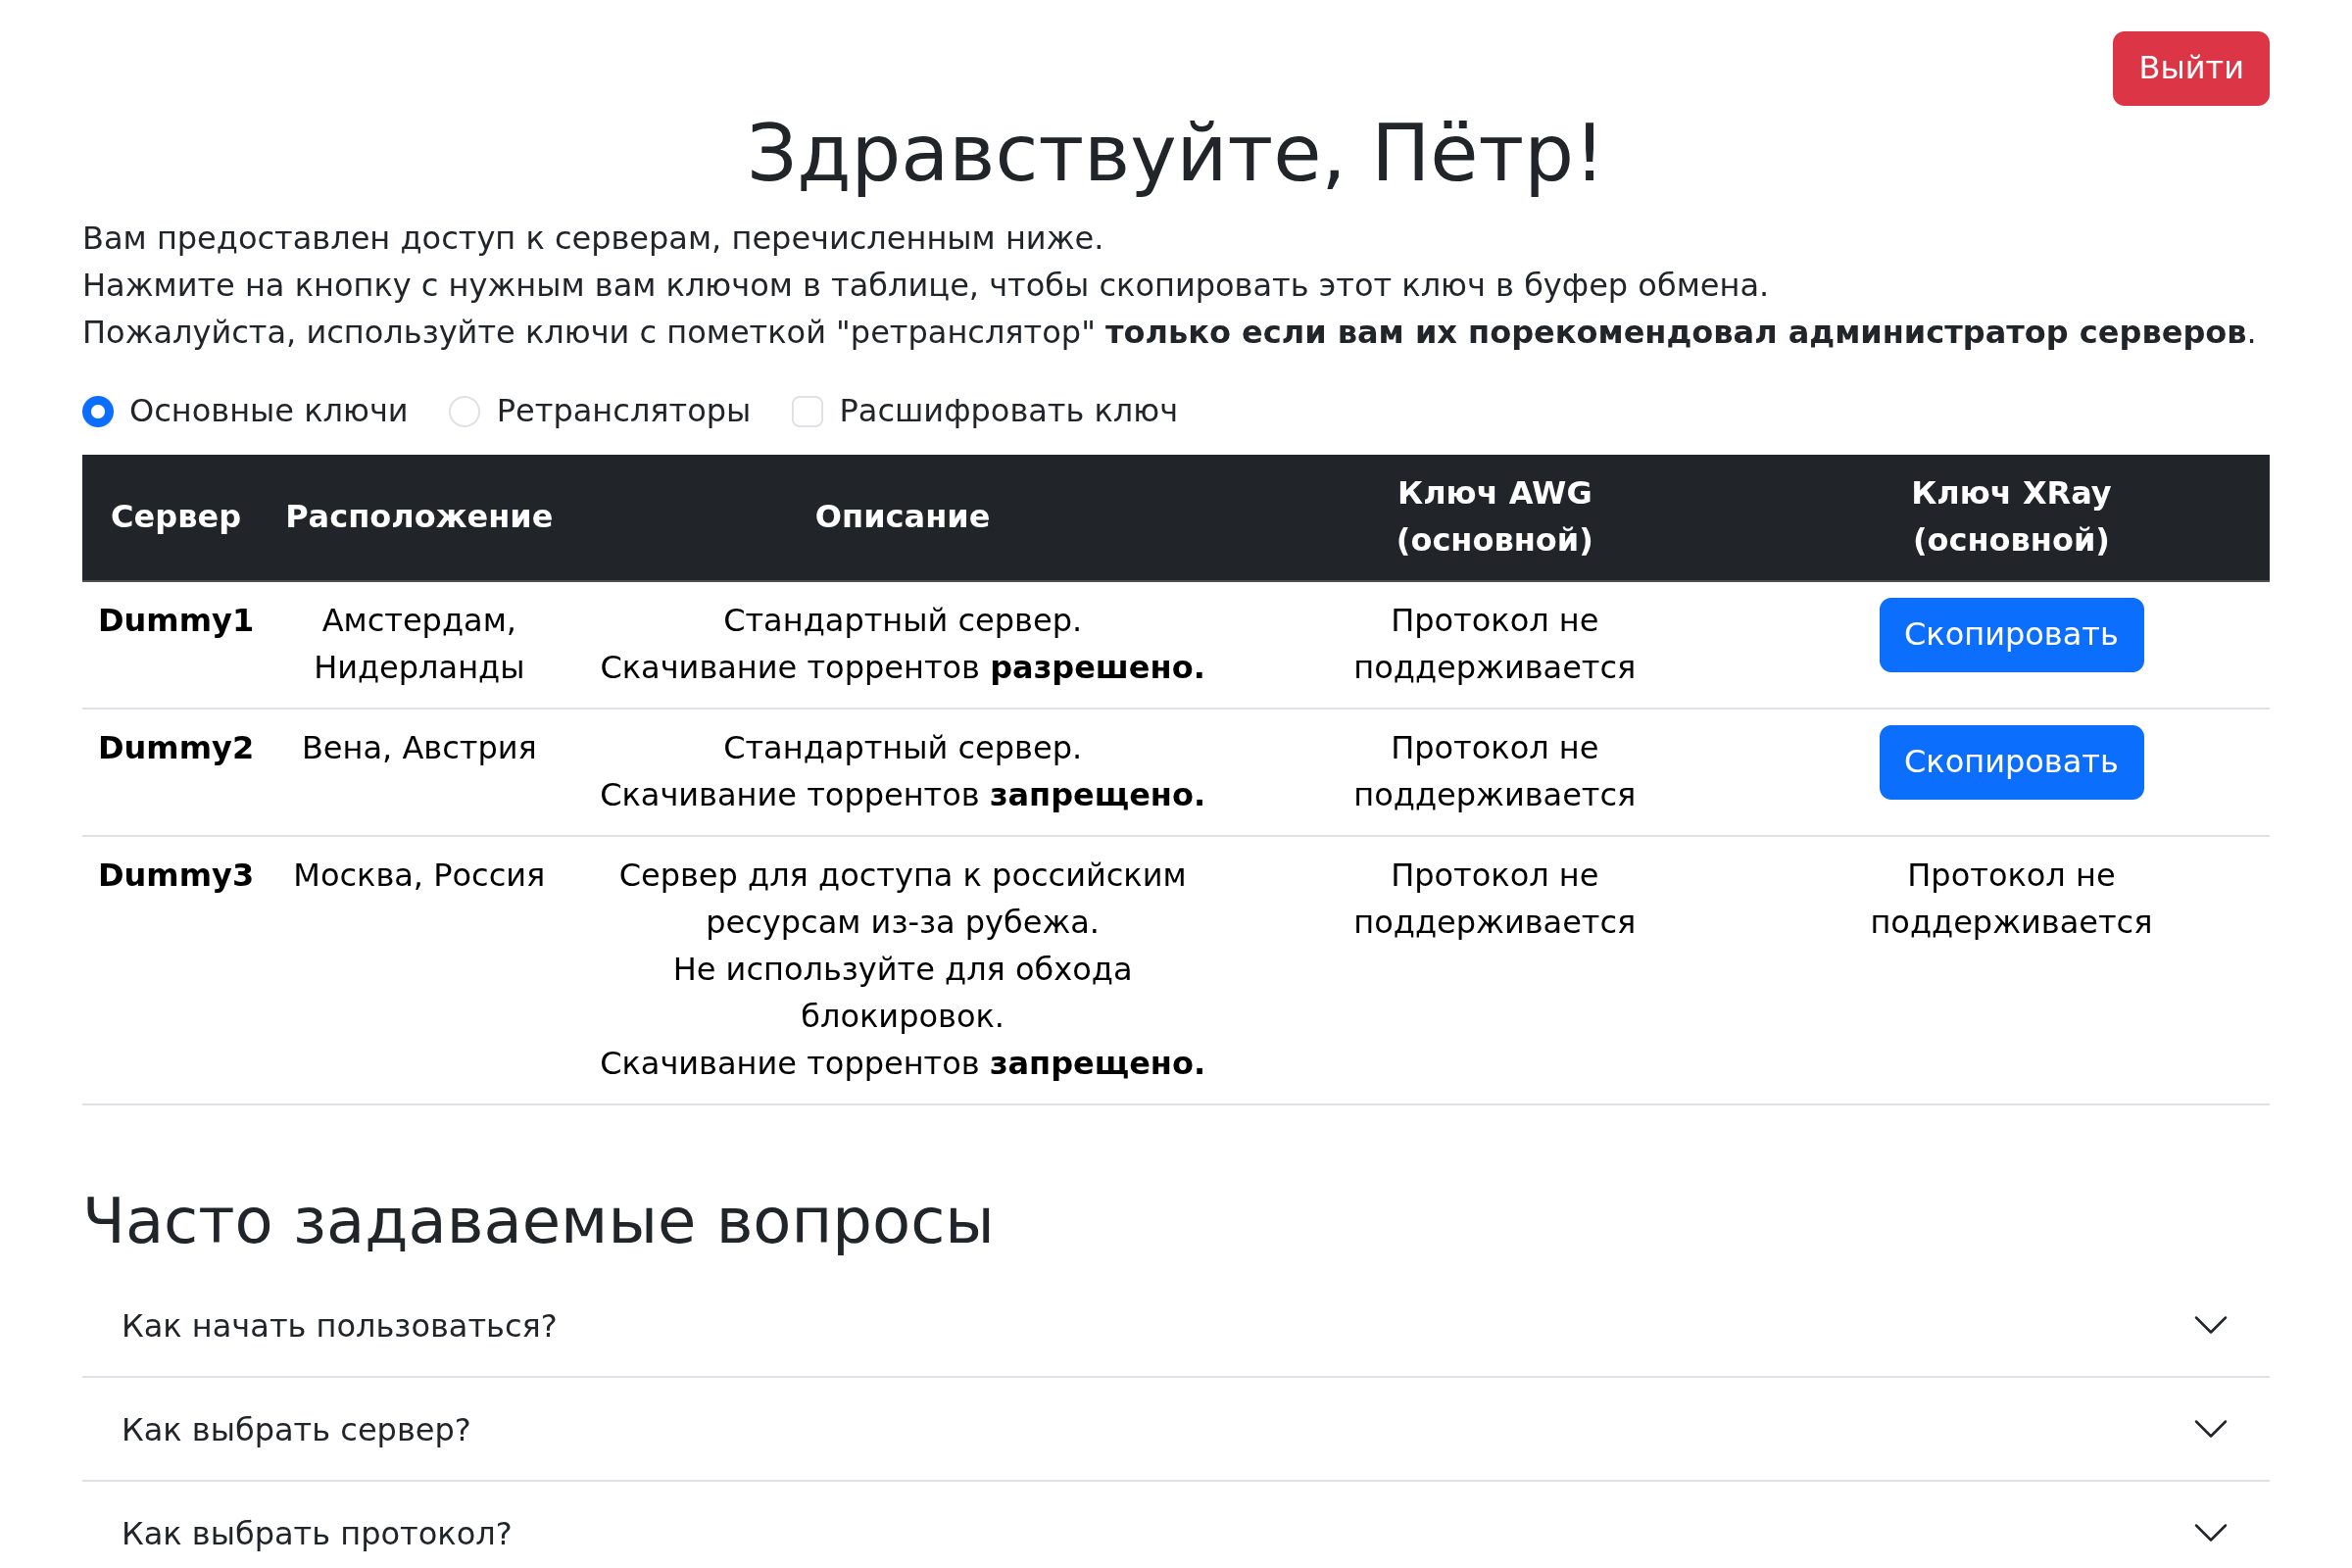 Выйти
Здравствуйте, Пётр!
Вам предоставлен доступ к серверам, перечисленным ниже.
Нажмите на кнопку с нужным вам ключом в таблице, чтобы скопировать этот ключ в буфер обмена.
Пожалуйста, используйте ключи с пометкой "ретранслятор" только если вам их порекомендовал администратор серверов.
Основные ключи Ретрансляторы Расшифровать ключ
Сервер Расположение Описание Ключ AWG (основной) Ключ XRay (основной)
Dummy1 Амстердам, Нидерланды
Стандартный сервер.
Скачивание торрентов разрешено.
Протокол не поддерживается
Скопировать
Dummy2 Вена, Австрия
Стандартный сервер.
Скачивание торрентов запрещено.
Протокол не поддерживается
Скопировать
Dummy3 Москва, Россия
Сервер для доступа к российским
ресурсам из-за рубежа.
Не используйте для обхода
блокировок.
Скачивание торрентов запрещено.
Протокол не поддерживается
Протокол не поддерживается
Часто задаваемые вопросы
Как начать пользоваться?
Как выбрать сервер?
Как выбрать протокол?